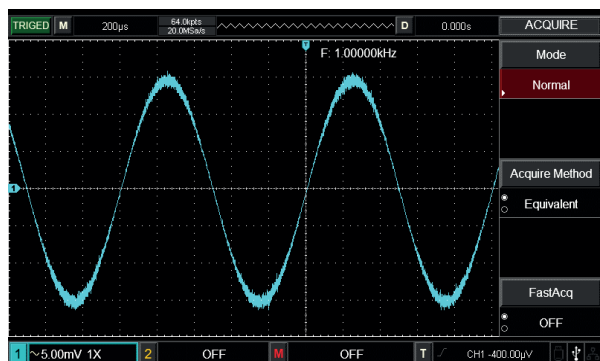 TRIGED M 200µs 64.0kpts D 0.000s ACQUIRE
20.0MSa/s
T
F: 1.00000kHz
Mode
Normal
1
Acquire Method
Equivalent
FastAcq
OFF
1 ~5.00mV 1X 2 OFF M OFF T CH1 -400.00µV